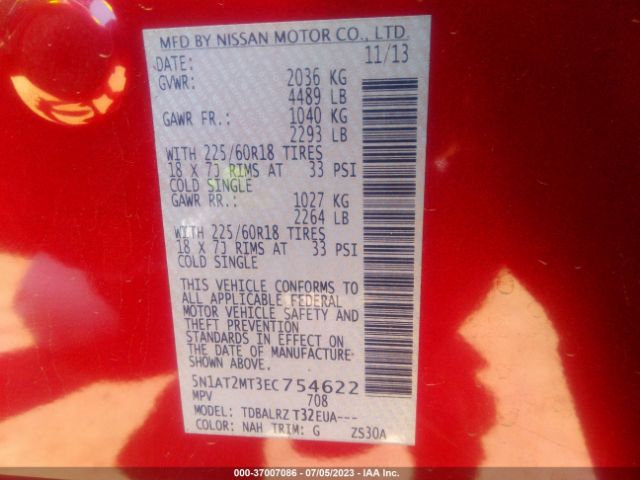 MFD BY NISSAN MOTOR CO., LTD.
DATE: 11/13
GVWR: 2036 KG
4489 LB
GAWR FR.: 1040 KG
2293 LB
WITH 225/60R18 TIRES
18 X 7J RIMS AT 33 PSI
COLD SINGLE
GAWR RR.: 1027 KG
2264 LB
WITH 225/60R18 TIRES
18 X 7J RIMS AT 33 PSI
COLD SINGLE
THIS VEHICLE CONFORMS TO
ALL APPLICABLE FEDERAL
MOTOR VEHICLE SAFETY AND
THEFT PREVENTION
STANDARDS IN EFFECT ON
THE DATE OF MANUFACTURE
SHOWN ABOVE.
5N1AT2MT3EC754622
MPV 708
MODEL: TDBALRZ T32EUA---
COLOR: NAH TRIM: G ZS30A
000-37007086 - 07/05/2023 - IAA Inc.